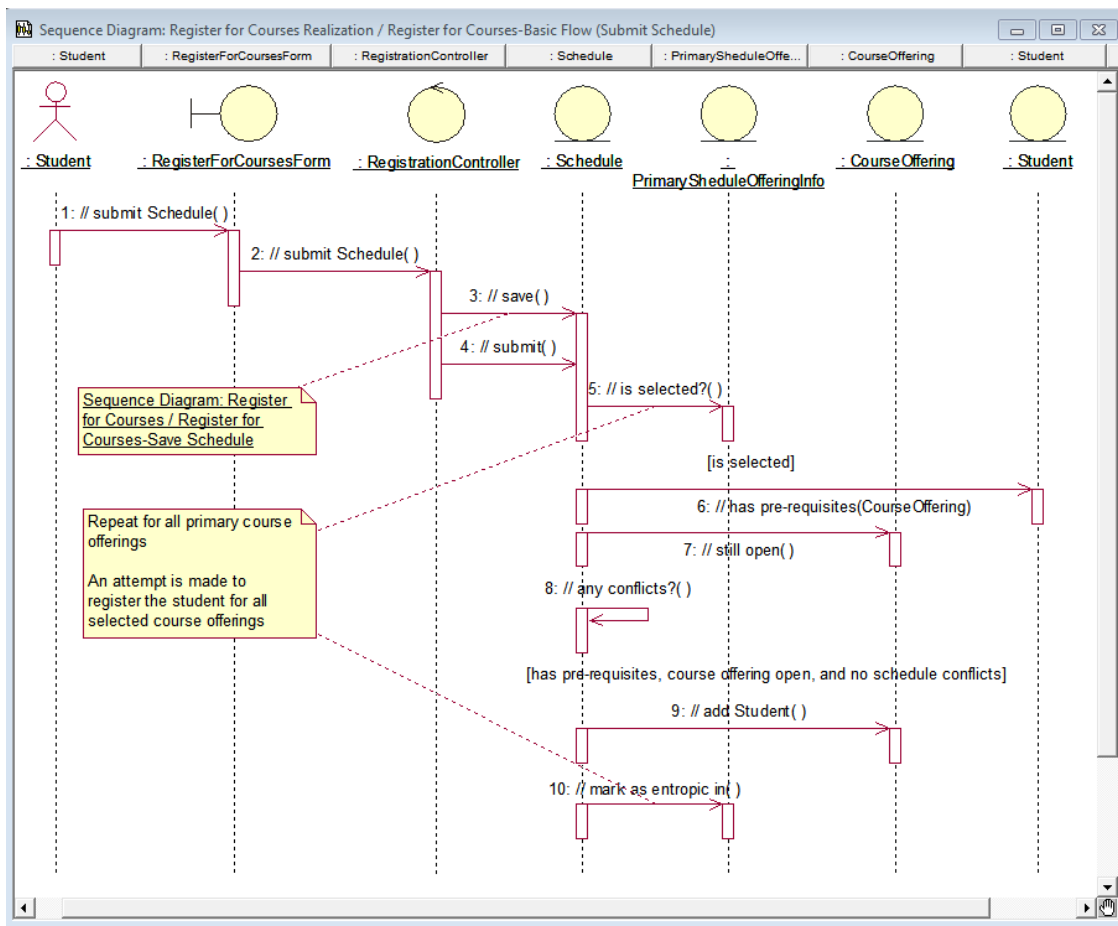 Sequence Diagram: Register for Courses Realization / Register for Courses-Basic Flow (Submit Schedule)
: Student
: RegisterForCoursesForm
: RegistrationController
: Schedule
: PrimarySheduleOffe...
: CourseOffering
: Student
: Student
: RegisterForCoursesForm
: RegistrationController
: Schedule
:
PrimarySheduleOfferingInfo
: CourseOffering
: Student
1: // submit Schedule( )
2: // submit Schedule( )
3: // save( )
4: // submit( )
5: // is selected?( )
Sequence Diagram: Register
for Courses / Register for
Courses-Save Schedule
[is selected]
6: // has pre-requisites(CourseOffering)
Repeat for all primary course
offerings
An attempt is made to
register the student for all
selected course offerings
7: // still open( )
8: // any conflicts?( )
[has pre-requisites, course offering open, and no schedule conflicts]
9: // add Student( )
10: // mark as entropic in( )